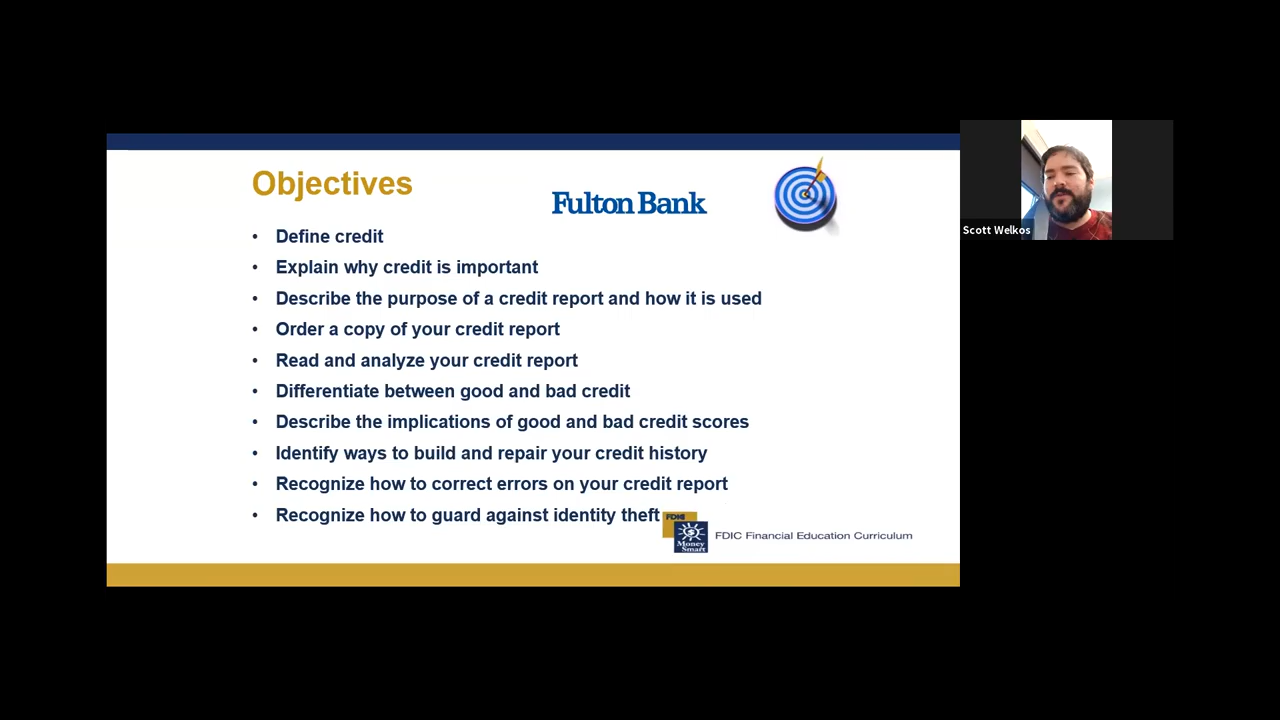 Objectives
Fulton Bank
• Define credit
• Explain why credit is important
• Describe the purpose of a credit report and how it is used
• Order a copy of your credit report
• Read and analyze your credit report
• Differentiate between good and bad credit
• Describe the implications of good and bad credit scores
• Identify ways to build and repair your credit history
• Recognize how to correct errors on your credit report
• Recognize how to guard against identity theft
FDIC
Money
Smart
FDIC Financial Education Curriculum
Scott Welkos